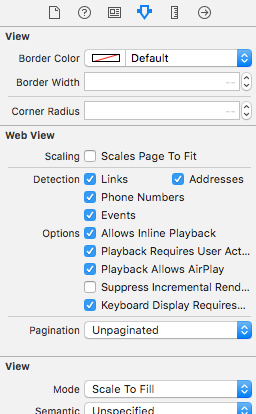 View
Border Color Default
Border Width --
Corner Radius --
Web View
Scaling Scales Page To Fit
Detection Links Addresses
Phone Numbers
Events
Options Allows Inline Playback
Playback Requires User Act...
Playback Allows AirPlay
Suppress Incremental Rend...
Keyboard Display Requires...
Pagination Unpaginated
View
Mode Scale To Fill
Semantic Unspecified